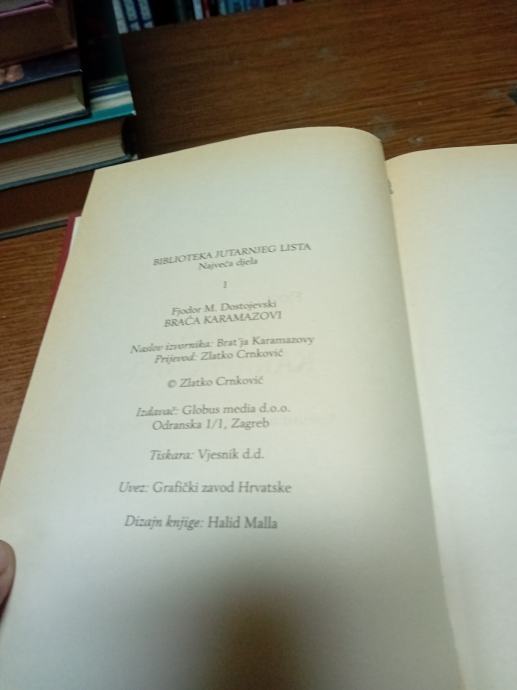 BIBLIOTEKA JUTARNJEG LISTA
Najveća djela
1
Fjodor M. Dostojevski
BRAĆA KARAMAZOVI
Naslov izvornika: Brat'ja Karamazovy
Prijevod: Zlatko Crnković
© Zlatko Crnković
Izdavač: Globus media d.o.o.
Odranska 1/1, Zagreb
Tiskara: Vjesnik d.d.
Uvez: Grafički zavod Hrvatske
Dizajn knjige: Halid Malla